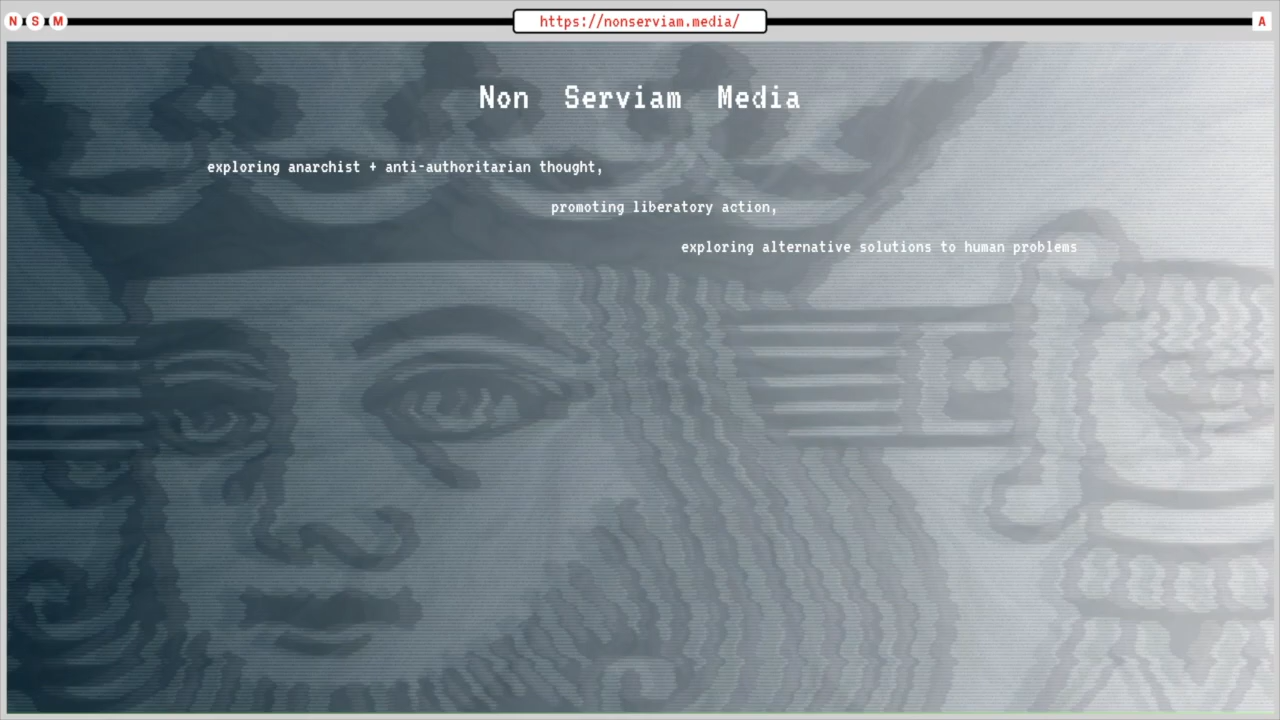 N S M https://nonserviam.media/ A
Non Serviam Media
exploring anarchist + anti-authoritarian thought,
promoting liberatory action,
exploring alternative solutions to human problems